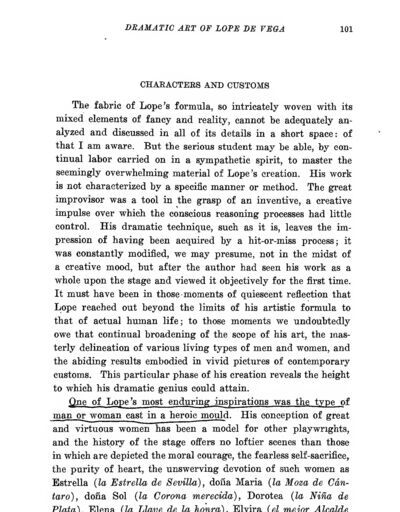 DRAMATIC ART OF LOPE DE VEGA 101
CHARACTERS AND CUSTOMS
The fabric of Lope's formula, so intricately woven with its
mixed elements of fancy and reality, cannot be adequately an-
alyzed and discussed in all of its details in a short space: of
that I am aware. But the serious student may be able, by con-
tinual labor carried on in a sympathetic spirit, to master the
seemingly overwhelming material of Lope's creation. His work
is not characterized by a specific manner or method. The great
improvisor was a tool in the grasp of an inventive, a creative
impulse over which the conscious reasoning processes had little
control. His dramatic technique, such as it is, leaves the im-
pression of having been acquired by a hit-or-miss process; it
was constantly modified, we may presume, not in the midst of
a creative mood, but after the author had seen his work as a
whole upon the stage and viewed it objectively for the first time.
It must have been in those moments of quiescent reflection that
Lope reached out beyond the limits of his artistic formula to
that of actual human life; to those moments we undoubtedly
owe that continual broadening of the scope of his art, the mas-
terly delineation of various living types of men and women, and
the abiding results embodied in vivid pictures of contemporary
customs. This particular phase of his creation reveals the height
to which his dramatic genius could attain.
One of Lope's most enduring inspirations was the type of
man or woman cast in a heroic mould. His conception of great
and virtuous women has been a model for other playwrights,
and the history of the stage offers no loftier scenes than those
in which are depicted the moral courage, the fearless self-sacrifice,
the purity of heart, the unswerving devotion of such women as
Estrella (la Estrella de Sevilla), doña Maria (la Moza de Cán-
taro), doña Sol (la Corona merecida), Dorotea (la Niña de
Plata), Elena (la Llave de la honra), Elvira (el mejor Alcalde